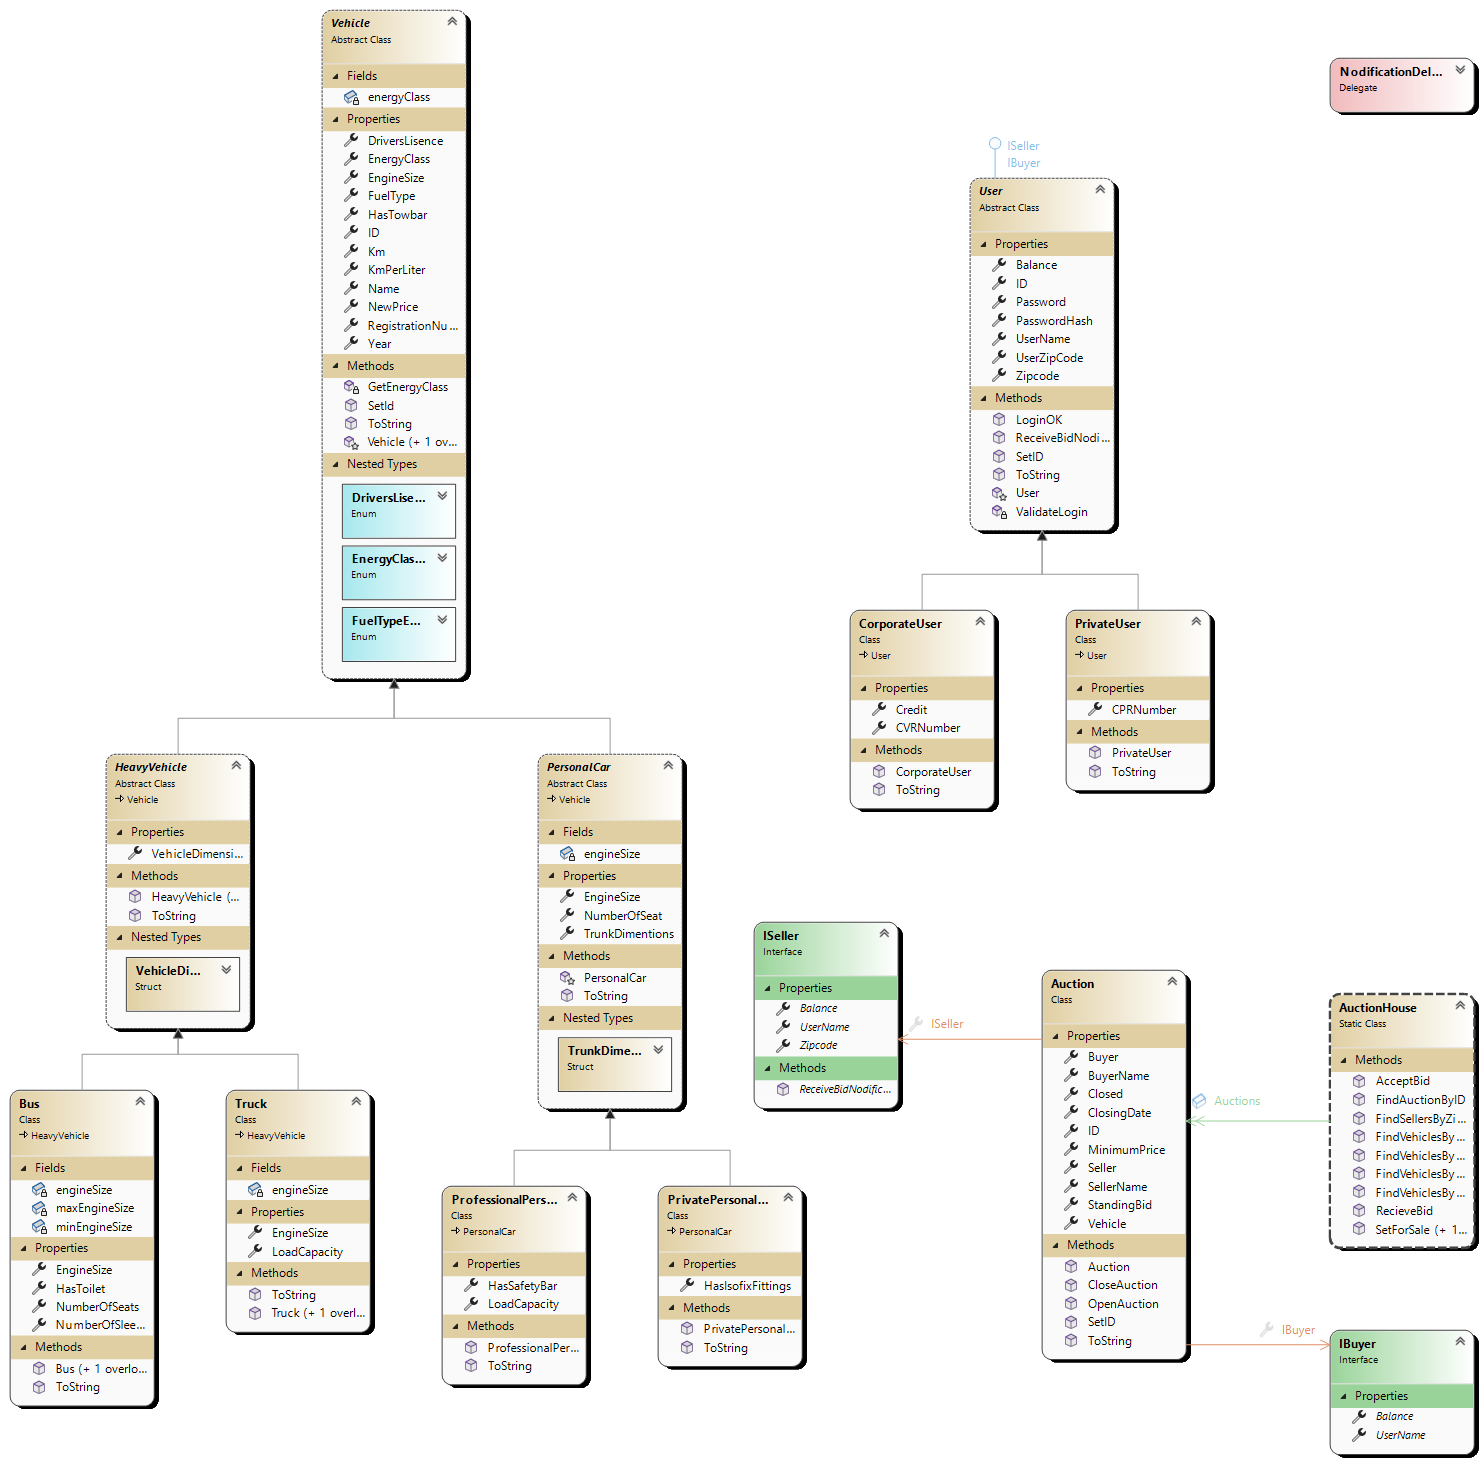 Vehicle
Abstract Class
Fields
energyClass
Properties
DriversLisence
EnergyClass
EngineSize
FuelType
HasTowbar
ID
Km
KmPerLiter
Name
NewPrice
RegistrationNu...
Year
Methods
GetEnergyClass
SetId
ToString
Vehicle (+ 1 ov...
Nested Types
DriversLise...
Enum
EnergyClas...
Enum
FuelTypeE...
Enum
NodificationDel...
Delegate
ISeller
IBuyer
User
Abstract Class
Properties
Balance
ID
Password
PasswordHash
UserName
UserZipCode
Zipcode
Methods
LoginOK
ReceiveBidNodi...
SetID
ToString
User
ValidateLogin
CorporateUser
Class
User
Properties
Credit
CVRNumber
Methods
CorporateUser
ToString
PrivateUser
Class
User
Properties
CPRNumber
Methods
PrivateUser
ToString
HeavyVehicle
Abstract Class
Vehicle
Properties
VehicleDimensi...
Methods
HeavyVehicle (...
ToString
Nested Types
VehicleDi...
Struct
PersonalCar
Abstract Class
Vehicle
Fields
engineSize
Properties
EngineSize
NumberOfSeat
TrunkDimentions
Methods
PersonalCar
ToString
Nested Types
TrunkDime...
Struct
Bus
Class
HeavyVehicle
Fields
engineSize
maxEngineSize
minEngineSize
Properties
EngineSize
HasToilet
NumberOfSeats
NumberOfSlee...
Methods
Bus (+ 1 overlo...
ToString
Truck
Class
HeavyVehicle
Fields
engineSize
Properties
EngineSize
LoadCapacity
Methods
ToString
Truck (+ 1 overl...
ProfessionalPers...
Class
PersonalCar
Properties
HasSafetyBar
LoadCapacity
Methods
ProfessionalPer...
ToString
PrivatePersonal...
Class
PersonalCar
Properties
HasIsofixFittings
Methods
PrivatePersonal...
ToString
ISeller
Interface
Properties
Balance
UserName
Zipcode
Methods
ReceiveBidNodific...
ISeller
Auction
Class
Properties
Buyer
BuyerName
Closed
ClosingDate
ID
MinimumPrice
Seller
SellerName
StandingBid
Vehicle
Methods
Auction
CloseAuction
OpenAuction
SetID
ToString
Auctions
AuctionHouse
Static Class
Methods
AcceptBid
FindAuctionByID
FindSellersByZi...
FindVehiclesBy...
FindVehiclesBy...
FindVehiclesBy...
FindVehiclesBy...
RecieveBid
SetForSale (+ 1...
IBuyer
IBuyer
Interface
Properties
Balance
UserName